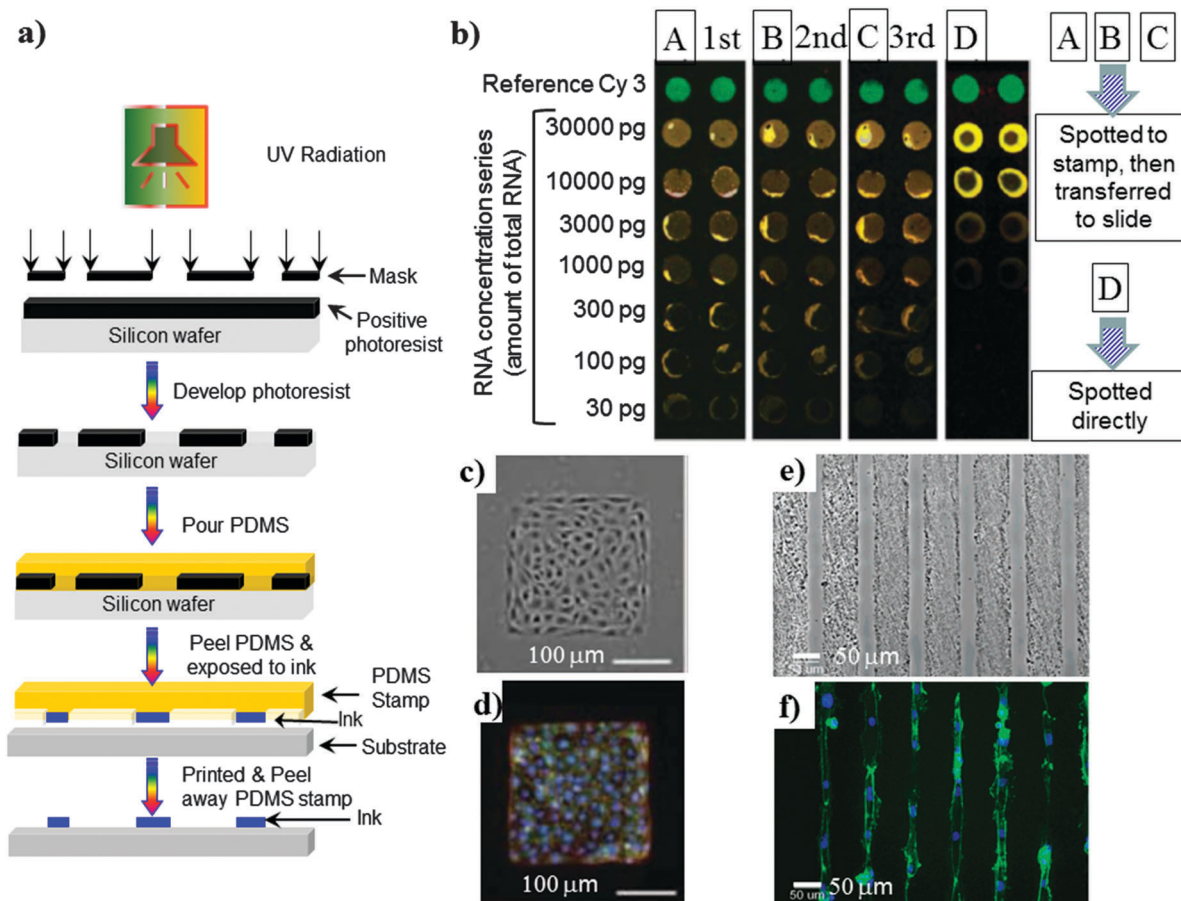 a)
UV Radiation
Mask
Positive
photoresist
Silicon wafer
Develop photoresist
Silicon wafer
Pour PDMS
Silicon wafer
Peel PDMS &
exposed to ink
PDMS
Stamp
Ink
Substrate
Printed & Peel
away PDMS stamp
Ink
b)
A 1st B 2nd C 3rd D
Reference Cy 3
RNA concentration series
(amount of total RNA)
30000 pg
10000 pg
3000 pg
1000 pg
300 pg
100 pg
30 pg
A B C
Spotted to
stamp, then
transferred
to slide
D
Spotted
directly
c)
100 µm
d)
100 µm
e)
50 µm
f)
50 µm
50 um